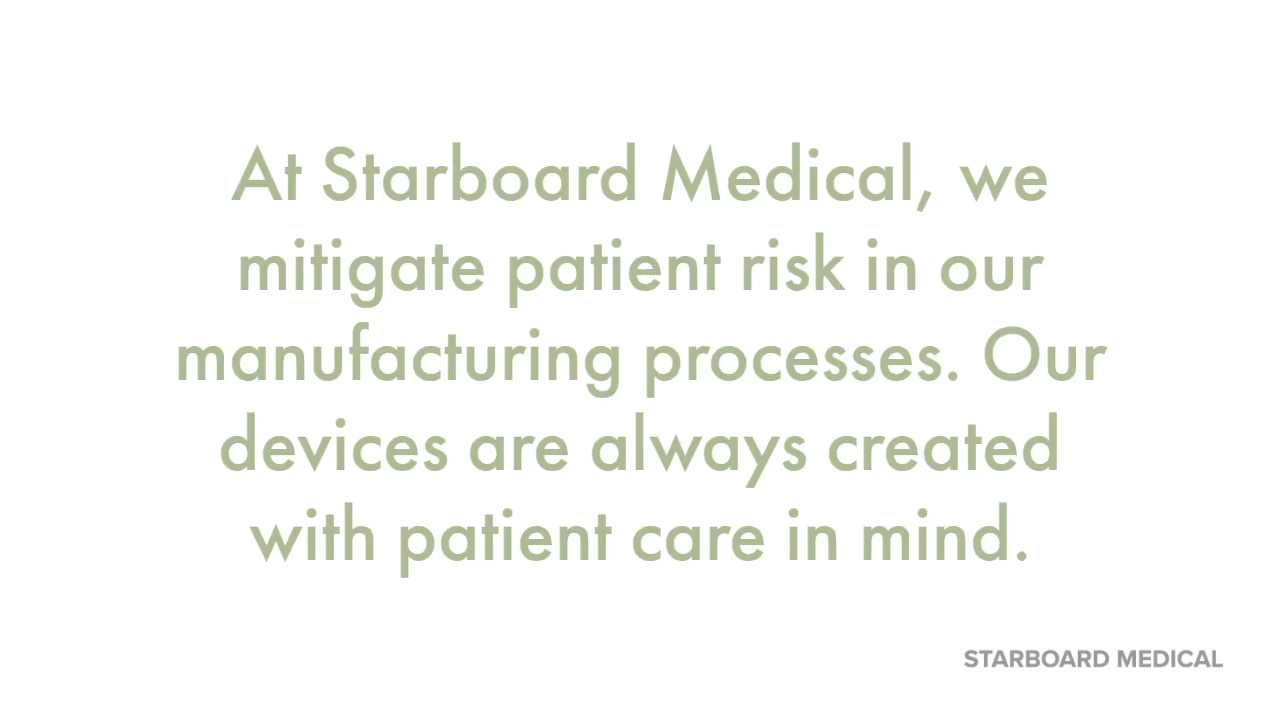 At Starboard Medical, we
mitigate patient risk in our
manufacturing processes. Our
devices are always created
with patient care in mind.
STARBOARD MEDICAL